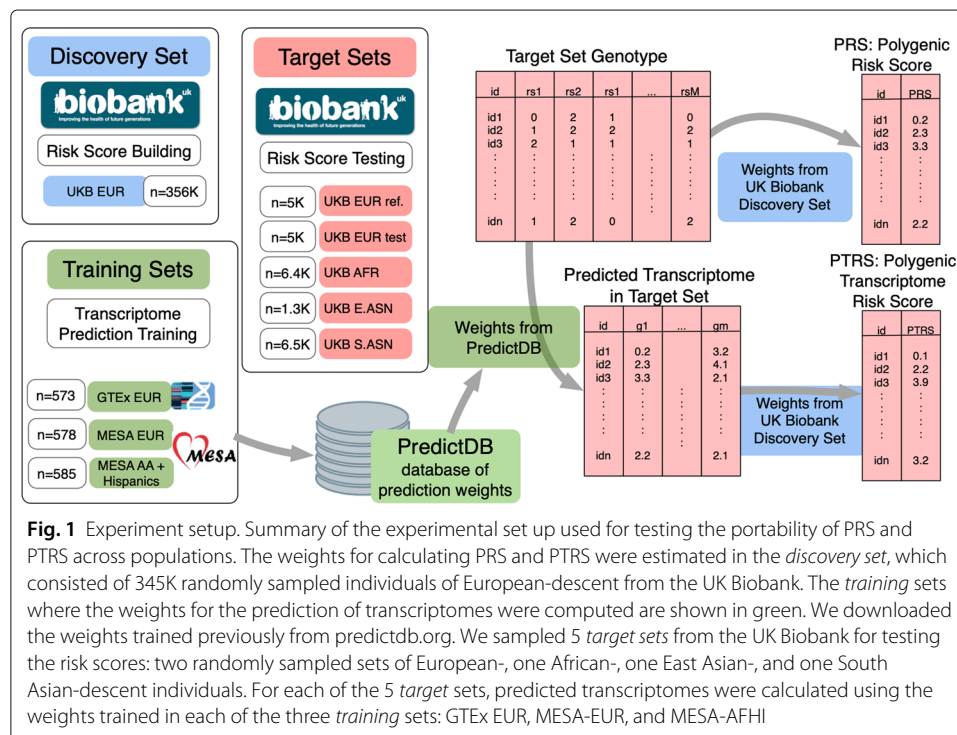 Discovery Set
biobank uk
Improving the health of future generations
Risk Score Building
UKB EUR n=356K
Training Sets
Transcriptome
Prediction Training
n=573 GTEx EUR
n=578 MESA EUR
MESA
n=585 MESA AA +
Hispanics
Target Sets
biobank uk
Improving the health of future generations
Risk Score Testing
n=5K UKB EUR ref.
n=5K UKB EUR test
n=6.4K UKB AFR
n=1.3K UKB E.ASN
n=6.5K UKB S.ASN
PredictDB
database of
prediction weights
Weights from
PredictDB
Target Set Genotype
id rs1 rs2 rs1 ... rsM
id1 0 2 1 0
id2 1 2 2 2
id3 2 1 1 1
idn 1 2 0 2
Weights from
UK Biobank
Discovery Set
PRS: Polygenic
Risk Score
id PRS
id1 0.2
id2 2.3
id3 3.3
idn 2.2
Predicted Transcriptome
in Target Set
id g1 ... gm
id1 0.2 3.2
id2 2.3 4.1
id3 3.3 2.1
idn 2.2 2.1
Weights from
UK Biobank
Discovery Set
PTRS: Polygenic
Transcriptome
Risk Score
id PTRS
id1 0.1
id2 2.2
id3 3.9
idn 3.2
Fig. 1 Experiment setup. Summary of the experimental set up used for testing the portability of PRS and
PTRS across populations. The weights for calculating PRS and PTRS were estimated in the discovery set, which
consisted of 345K randomly sampled individuals of European-descent from the UK Biobank. The training sets
where the weights for the prediction of transcriptomes were computed are shown in green. We downloaded
the weights trained previously from predictdb.org. We sampled 5 target sets from the UK Biobank for testing
the risk scores: two randomly sampled sets of European-, one African-, one East Asian-, and one South
Asian-descent individuals. For each of the 5 target sets, predicted transcriptomes were calculated using the
weights trained in each of the three training sets: GTEx EUR, MESA-EUR, and MESA-AFHI